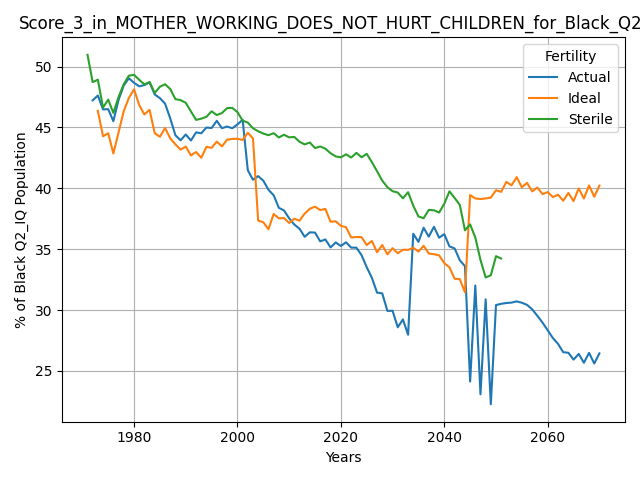 Score_3_in_MOTHER_WORKING_DOES_NOT_HURT_CHILDREN_for_Black_Q2
Fertility
Actual
Ideal
Sterile
% of Black Q2_IQ Population
50
45
40
35
30
25
1980 2000 2020 2040 2060
Years